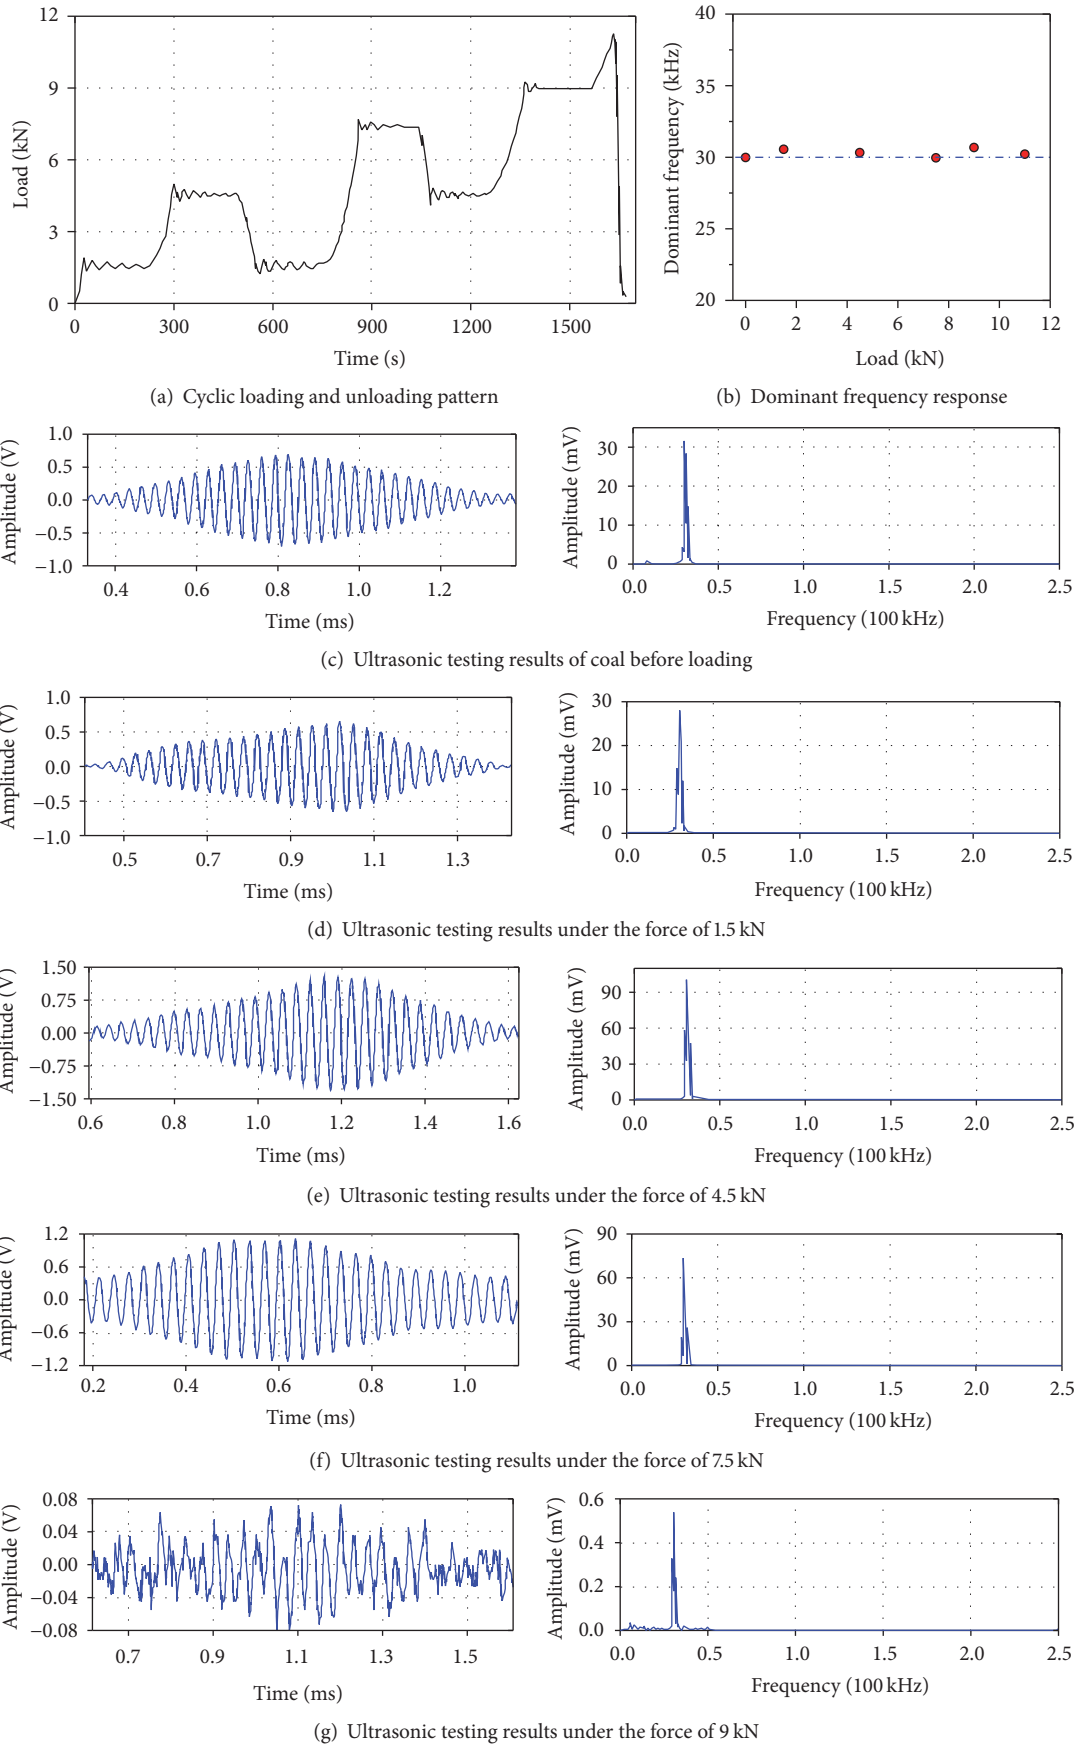 12
9
6
3
0
Load (kN)
0 300 600 900 1200 1500
Time (s)
(a) Cyclic loading and unloading pattern
40
35
30
25
20
Dominant frequency (kHz)
0 2 4 6 8 10 12
Load (kN)
(b) Dominant frequency response
1.0
0.5
0.0
−0.5
−1.0
Amplitude (V)
0.4 0.6 0.8 1.0 1.2
Time (ms)
30
20
10
0
Amplitude (mV)
0.0 0.5 1.0 1.5 2.0 2.5
Frequency (100 kHz)
(c) Ultrasonic testing results of coal before loading
1.0
0.5
0.0
−0.5
−1.0
Amplitude (V)
0.5 0.7 0.9 1.1 1.3
Time (ms)
30
20
10
0
Amplitude (mV)
0.0 0.5 1.0 1.5 2.0 2.5
Frequency (100 kHz)
(d) Ultrasonic testing results under the force of 1.5 kN
1.50
0.75
0.00
−0.75
−1.50
Amplitude (V)
0.6 0.8 1.0 1.2 1.4 1.6
Time (ms)
90
60
30
0
Amplitude (mV)
0.0 0.5 1.0 1.5 2.0 2.5
Frequency (100 kHz)
(e) Ultrasonic testing results under the force of 4.5 kN
1.2
0.6
0.0
−0.6
−1.2
Amplitude (V)
0.2 0.4 0.6 0.8 1.0
Time (ms)
90
60
30
0
Amplitude (mV)
0.0 0.5 1.0 1.5 2.0 2.5
Frequency (100 kHz)
(f) Ultrasonic testing results under the force of 7.5 kN
0.08
0.04
0.00
−0.04
−0.08
Amplitude (V)
0.7 0.9 1.1 1.3 1.5
Time (ms)
0.6
0.4
0.2
0.0
Amplitude (mV)
0.0 0.5 1.0 1.5 2.0 2.5
Frequency (100 kHz)
(g) Ultrasonic testing results under the force of 9 kN